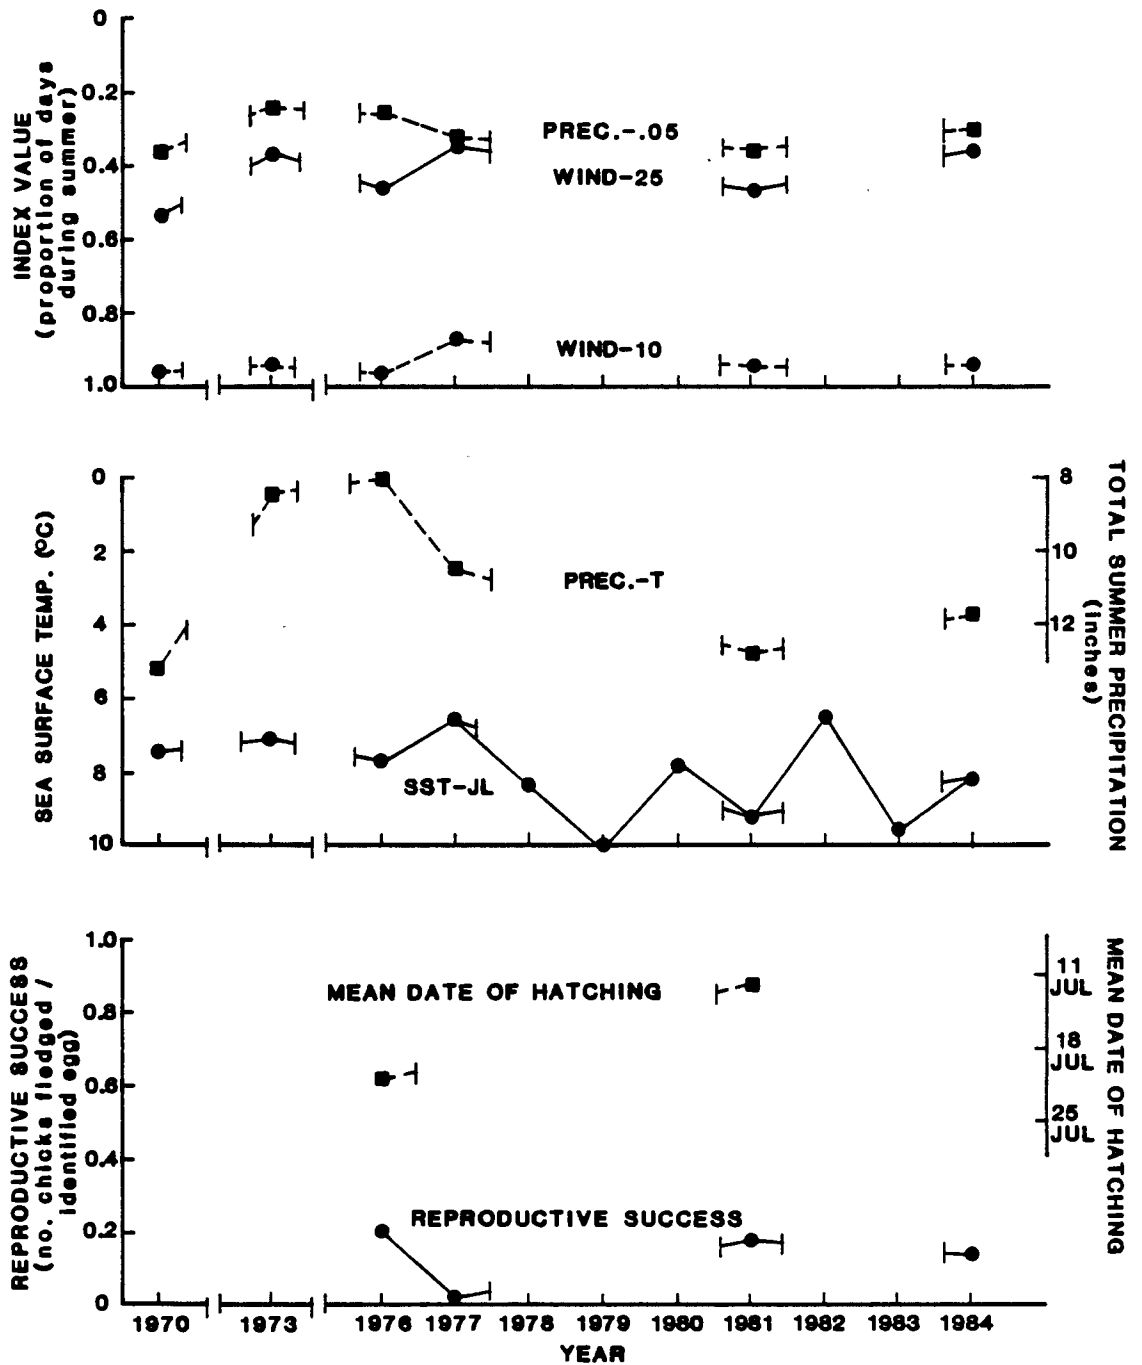 0
0.2
0.4
0.6
0.8
1.0
INDEX VALUE
(proportion of days
during summer)
PREC.-.05
WIND-25
WIND-10
0
2
4
6
8
10
SEA SURFACE TEMP. (ºC)
PREC.-T
SST-JL
8
10
12
TOTAL SUMMER PRECIPITATION
(inches)
1.0
0.8
0.6
0.4
0.2
0
REPRODUCTIVE SUCCESS
(no. chicks fledged /
identified egg)
MEAN DATE OF HATCHING
REPRODUCTIVE SUCCESS
11
JUL
18
JUL
25
JUL
MEAN DATE OF HATCHING
1970 1973 1976 1977 1978 1979 1980 1981 1982 1983 1984
YEAR